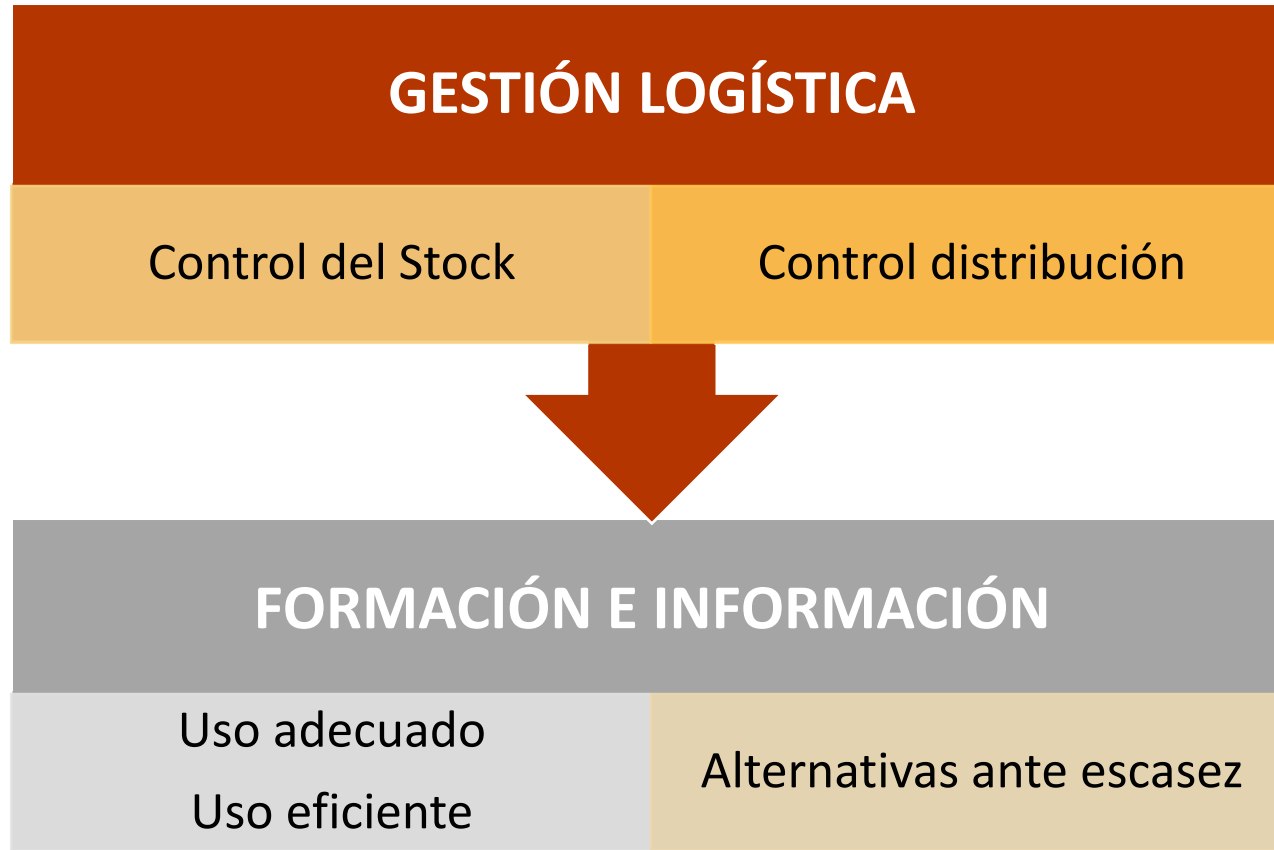 GESTIÓN LOGÍSTICA
Control del Stock
Control distribución
FORMACIÓN E INFORMACIÓN
Uso adecuado
Uso eficiente
Alternativas ante escasez